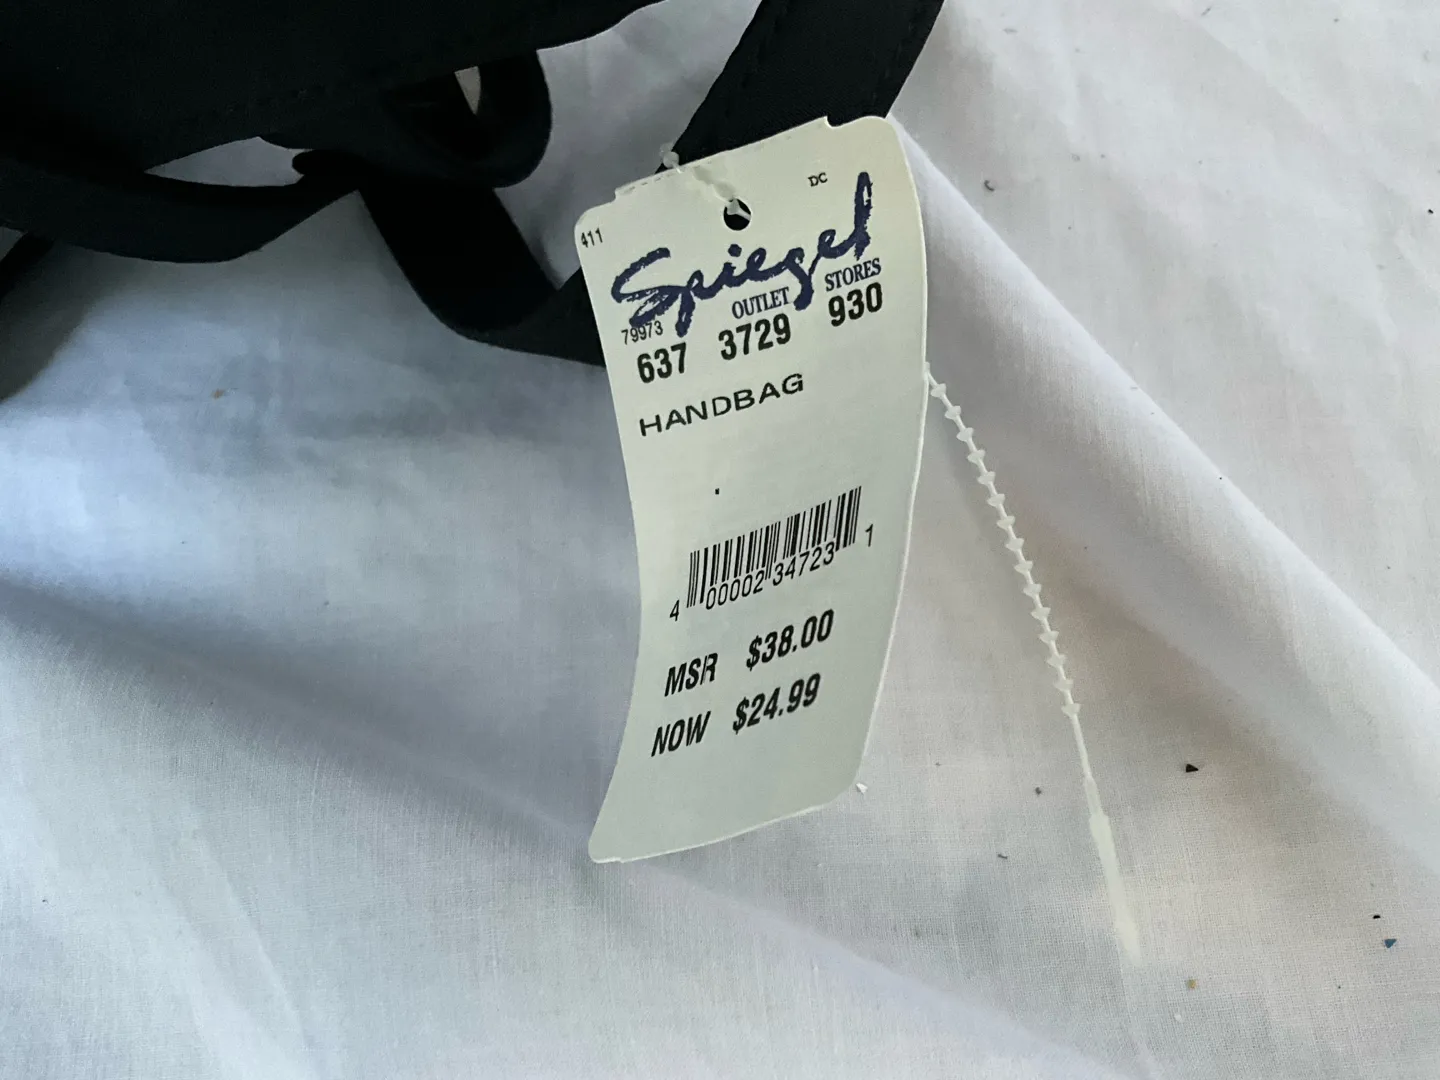 DC
411
Spiegel
OUTLET STORES
79973
637 3729 930
HANDBAG
4 00002 34723 1
MSR $38.00
NOW $24.99